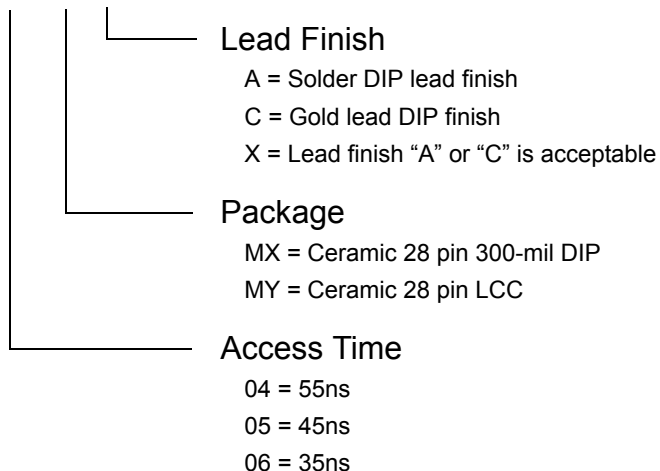 Lead Finish
A = Solder DIP lead finish
C = Gold lead DIP finish
X = Lead finish “A” or “C” is acceptable
Package
MX = Ceramic 28 pin 300-mil DIP
MY = Ceramic 28 pin LCC
Access Time
04 = 55ns
05 = 45ns
06 = 35ns